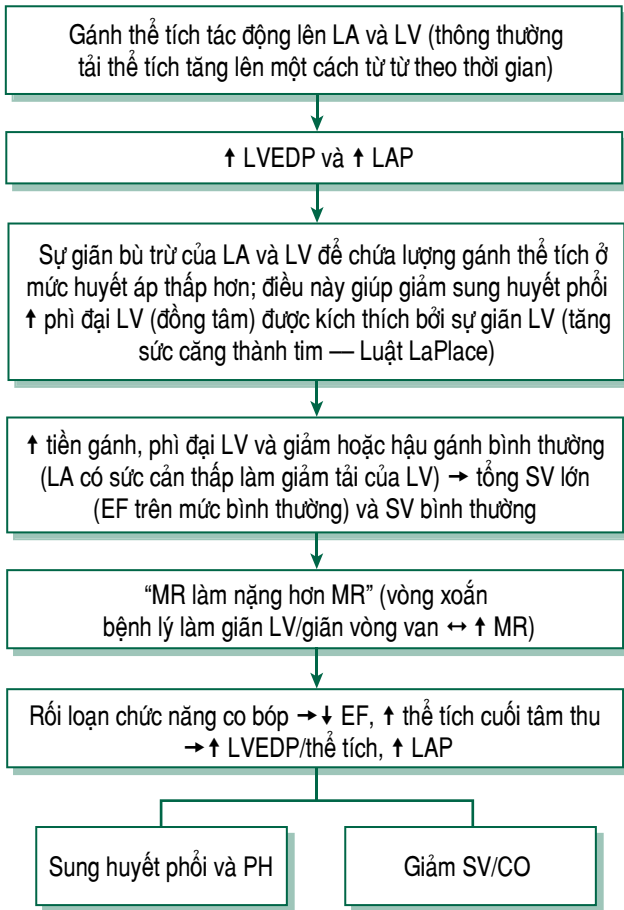 Gánh thể tích tác động lên LA và LV (thông thường
tải thể tích tăng lên một cách từ từ theo thời gian)
↑ LVEDP và ↑ LAP
Sự giãn bù trừ của LA và LV để chứa lượng gánh thể tích ở
mức huyết áp thấp hơn; điều này giúp giảm sung huyết phổi
↑ phì đại LV (đồng tâm) được kích thích bởi sự giãn LV (tăng
sức căng thành tim — Luật LaPlace)
↑ tiền gánh, phì đại LV và giảm hoặc hậu gánh bình thường
(LA có sức cản thấp làm giảm tải của LV) → tổng SV lớn
(EF trên mức bình thường) và SV bình thường
“MR làm nặng hơn MR” (vòng xoắn
bệnh lý làm giãn LV/giãn vòng van ↔ ↑ MR)
Rối loạn chức năng co bóp →↓ EF, ↑ thể tích cuối tâm thu
→↑ LVEDP/thể tích, ↑ LAP
Sung huyết phổi và PH
Giảm SV/CO